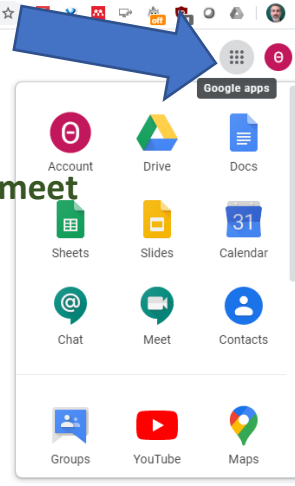 off
Google apps
Θ
Θ
Account
Drive
Docs
meet
Sheets
Slides
31
Calendar
@
Chat
Meet
Contacts
Groups
YouTube
Maps